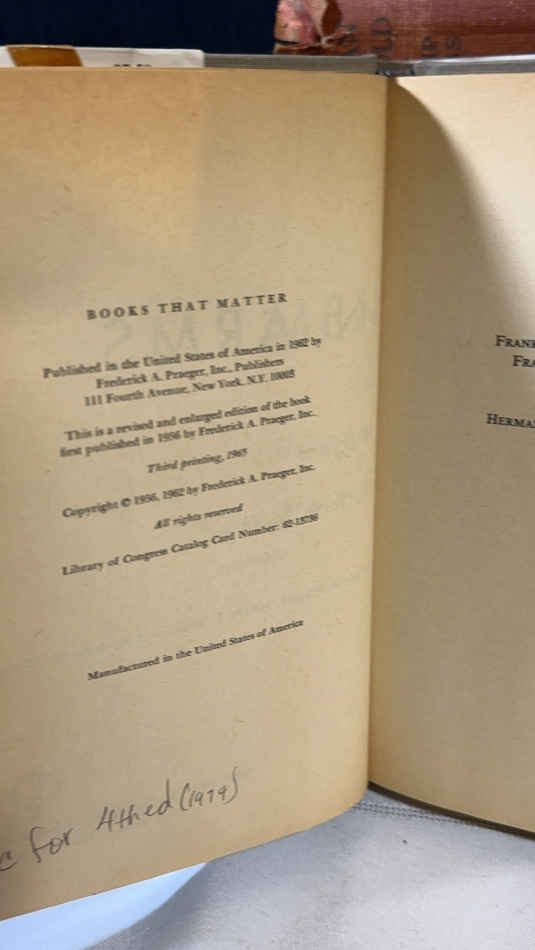 BOOKS THAT MATTER
Published in the United States of America in 1962 by
Frederick A. Praeger, Inc., Publishers
111 Fourth Avenue, New York, N.Y. 10003
This is a revised and enlarged edition of the book
first published in 1956 by Frederick A. Praeger, Inc.
Third printing, 1965
Copyright © 1956, 1962 by Frederick A. Praeger, Inc.
All rights reserved
Library of Congress Catalog Card Number: 62-13736
Manufactured in the United States of America
for 4th ed (1979)
FRANK
FRA
HERMAN